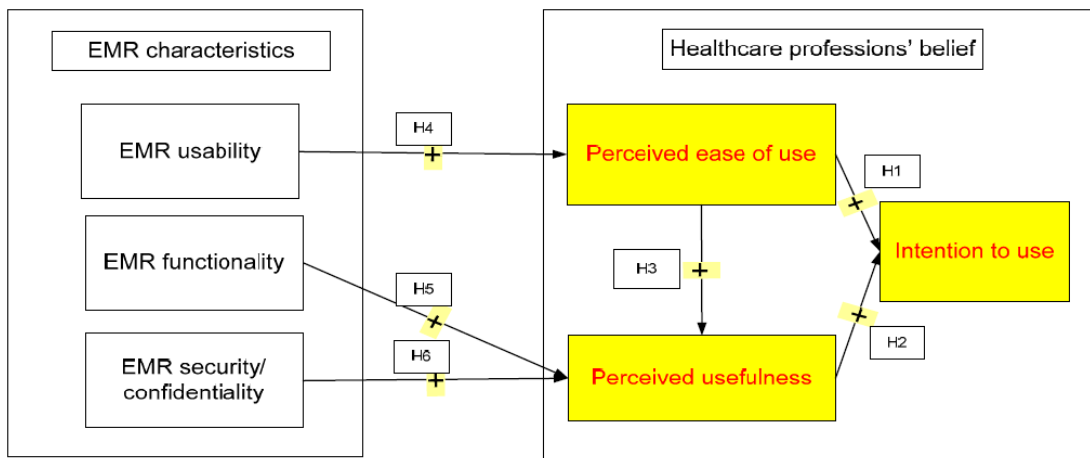 EMR characteristics
Healthcare professions' belief
EMR usability
H4
+
Perceived ease of use
H1
+
EMR functionality
H3
+
Intention to use
H5
+
H2
+
EMR security/
confidentiality
H6
+
Perceived usefulness